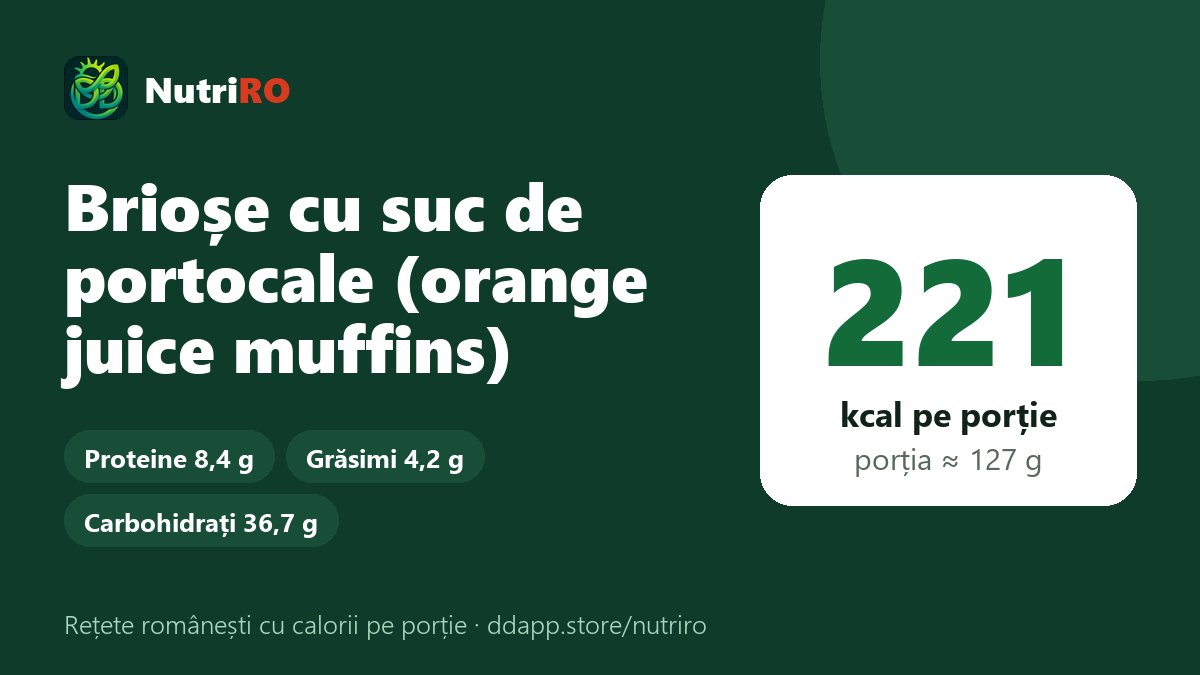 NutriRO
Brioșe cu suc de
portocale (orange
juice muffins)
Proteine 8,4 g
Grăsimi 4,2 g
Carbohidrați 36,7 g
221
kcal pe porție
porția ≈ 127 g
Rețete românești cu calorii pe porție · ddapp.store/nutriro